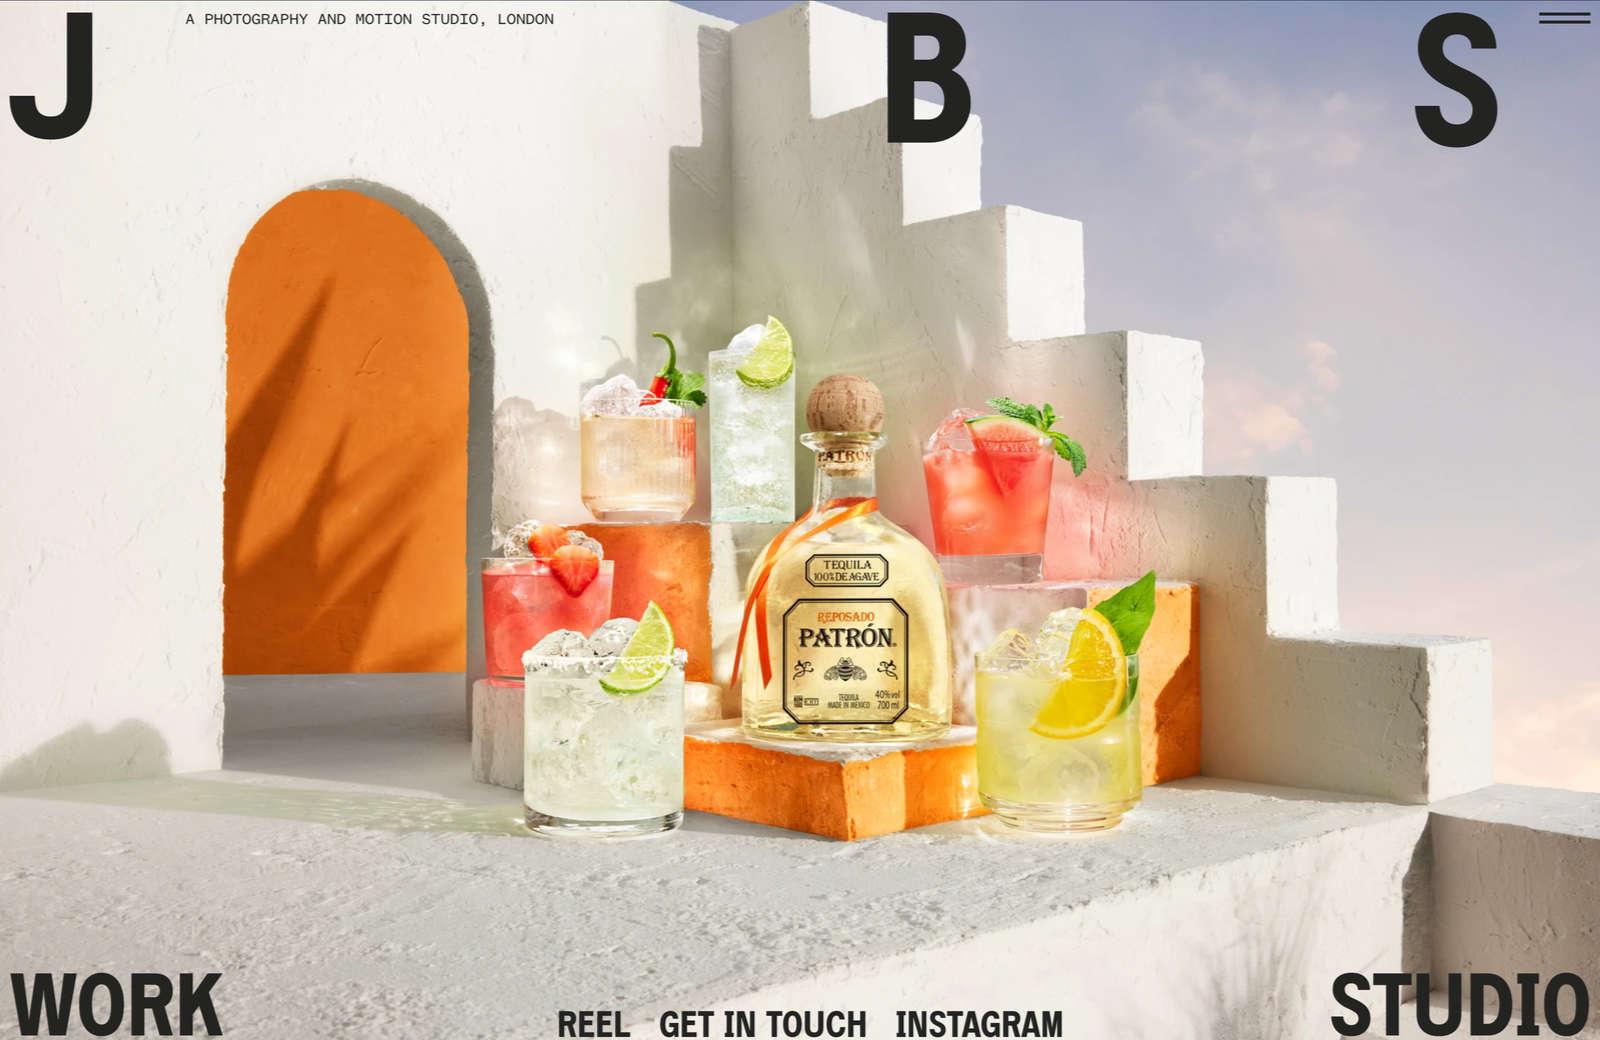 J B S
A PHOTOGRAPHY AND MOTION STUDIO, LONDON
PATRÓN
TEQUILA
100% DE AGAVE
REPOSADO
PATRÓN
TEQUILA
MADE IN MEXICO
40% vol
700 ml
WORK
REEL GET IN TOUCH INSTAGRAM
STUDIO